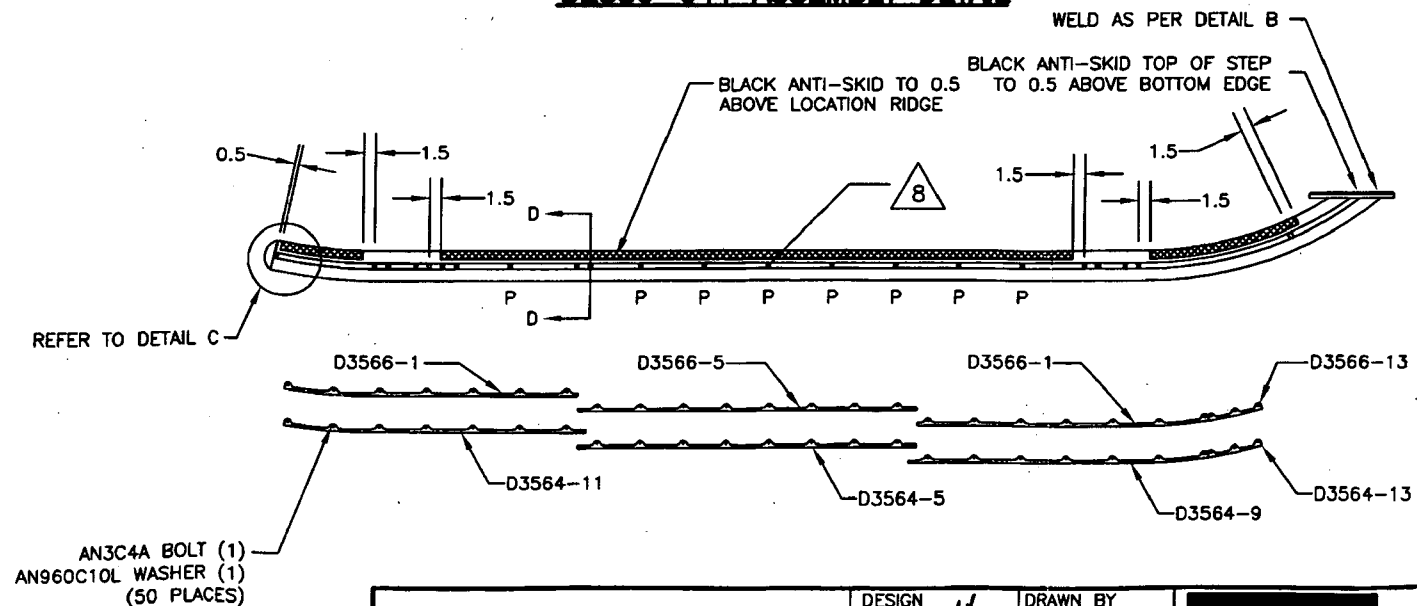 WELD AS PER DETAIL B
BLACK ANTI-SKID TOP OF STEP
TO 0.5 ABOVE BOTTOM EDGE
BLACK ANTI-SKID TO 0.5
ABOVE LOCATION RIDGE
0.5
1.5
1.5
D
8
1.5
1.5
1.5
P P P P P P P P
D
REFER TO DETAIL C
D3566-1
D3566-5
D3566-1
D3566-13
D3564-11
D3564-5
D3564-9
D3564-13
AN3C4A BOLT (1)
AN960C10L WASHER (1)
(50 PLACES)
DESIGN
DRAWN BY